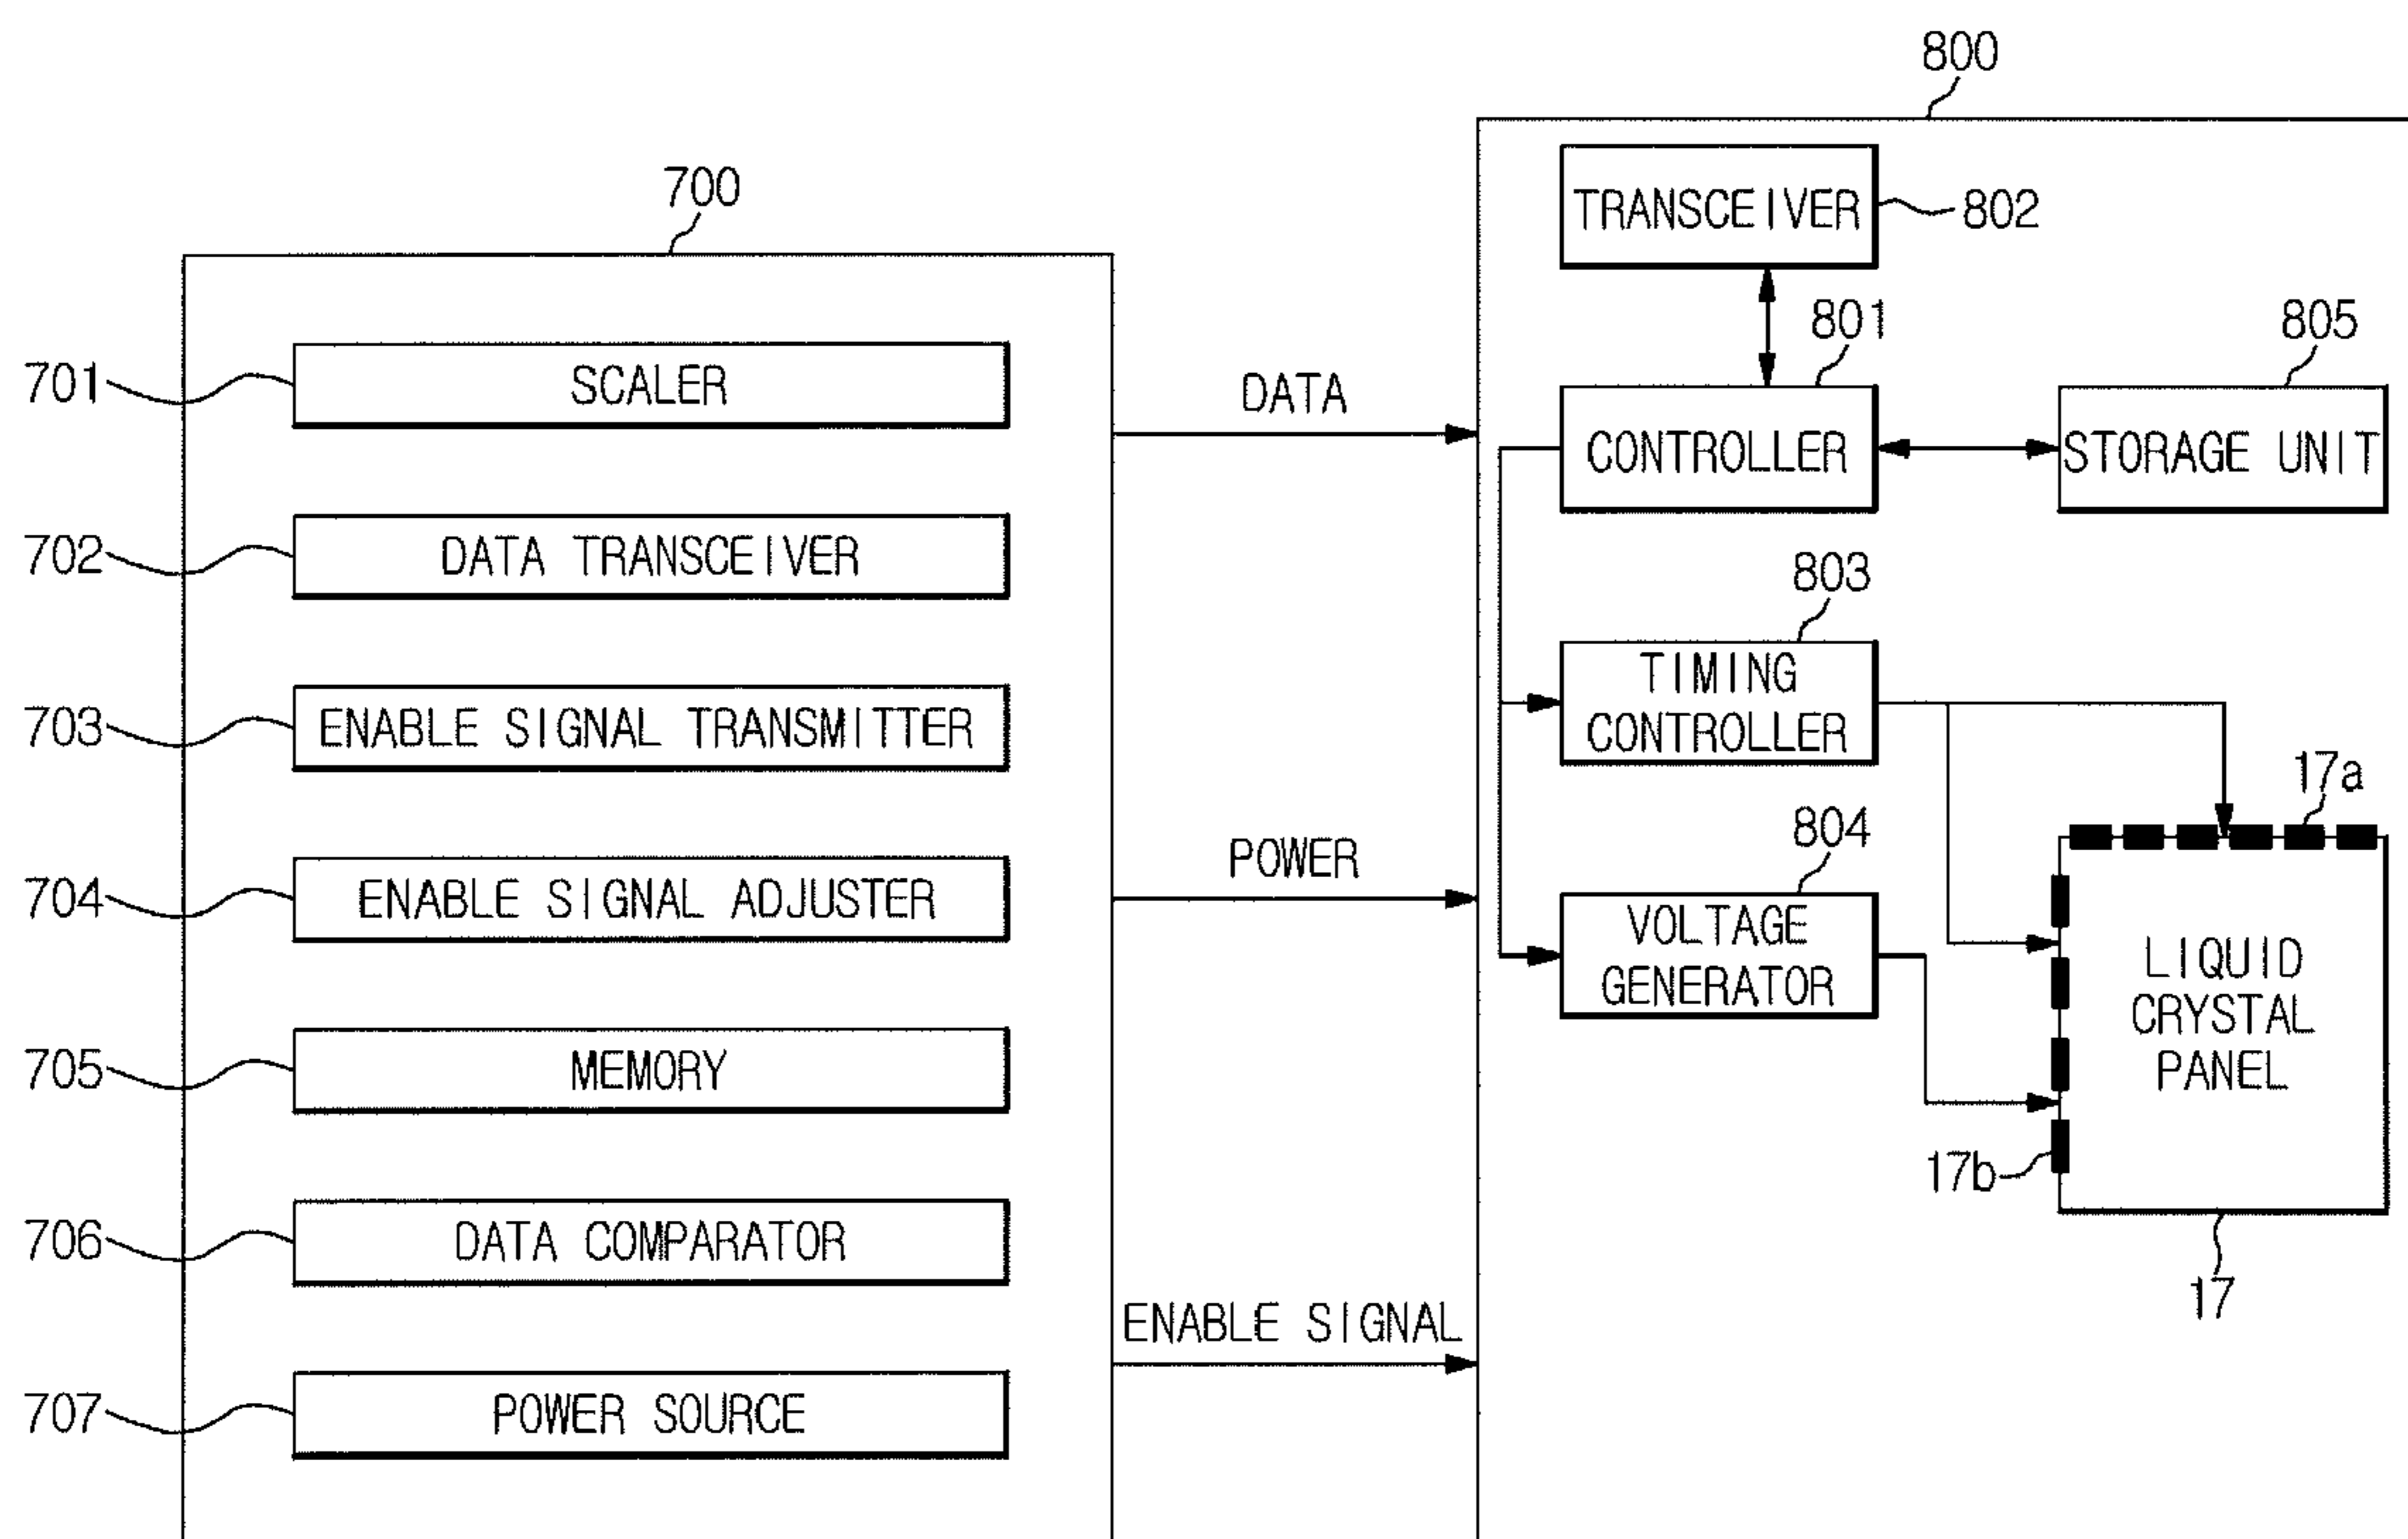 800
700
TRANSCEIVER
802
801
805
701
SCALER
DATA
CONTROLLER
STORAGE UNIT
702
DATA TRANSCEIVER
803
703
ENABLE SIGNAL TRANSMITTER
TIMING
CONTROLLER
17a
704
ENABLE SIGNAL ADJUSTER
POWER
804
VOLTAGE
GENERATOR
LIQUID
CRYSTAL
PANEL
705
MEMORY
17b
706
DATA COMPARATOR
17
ENABLE SIGNAL
707
POWER SOURCE